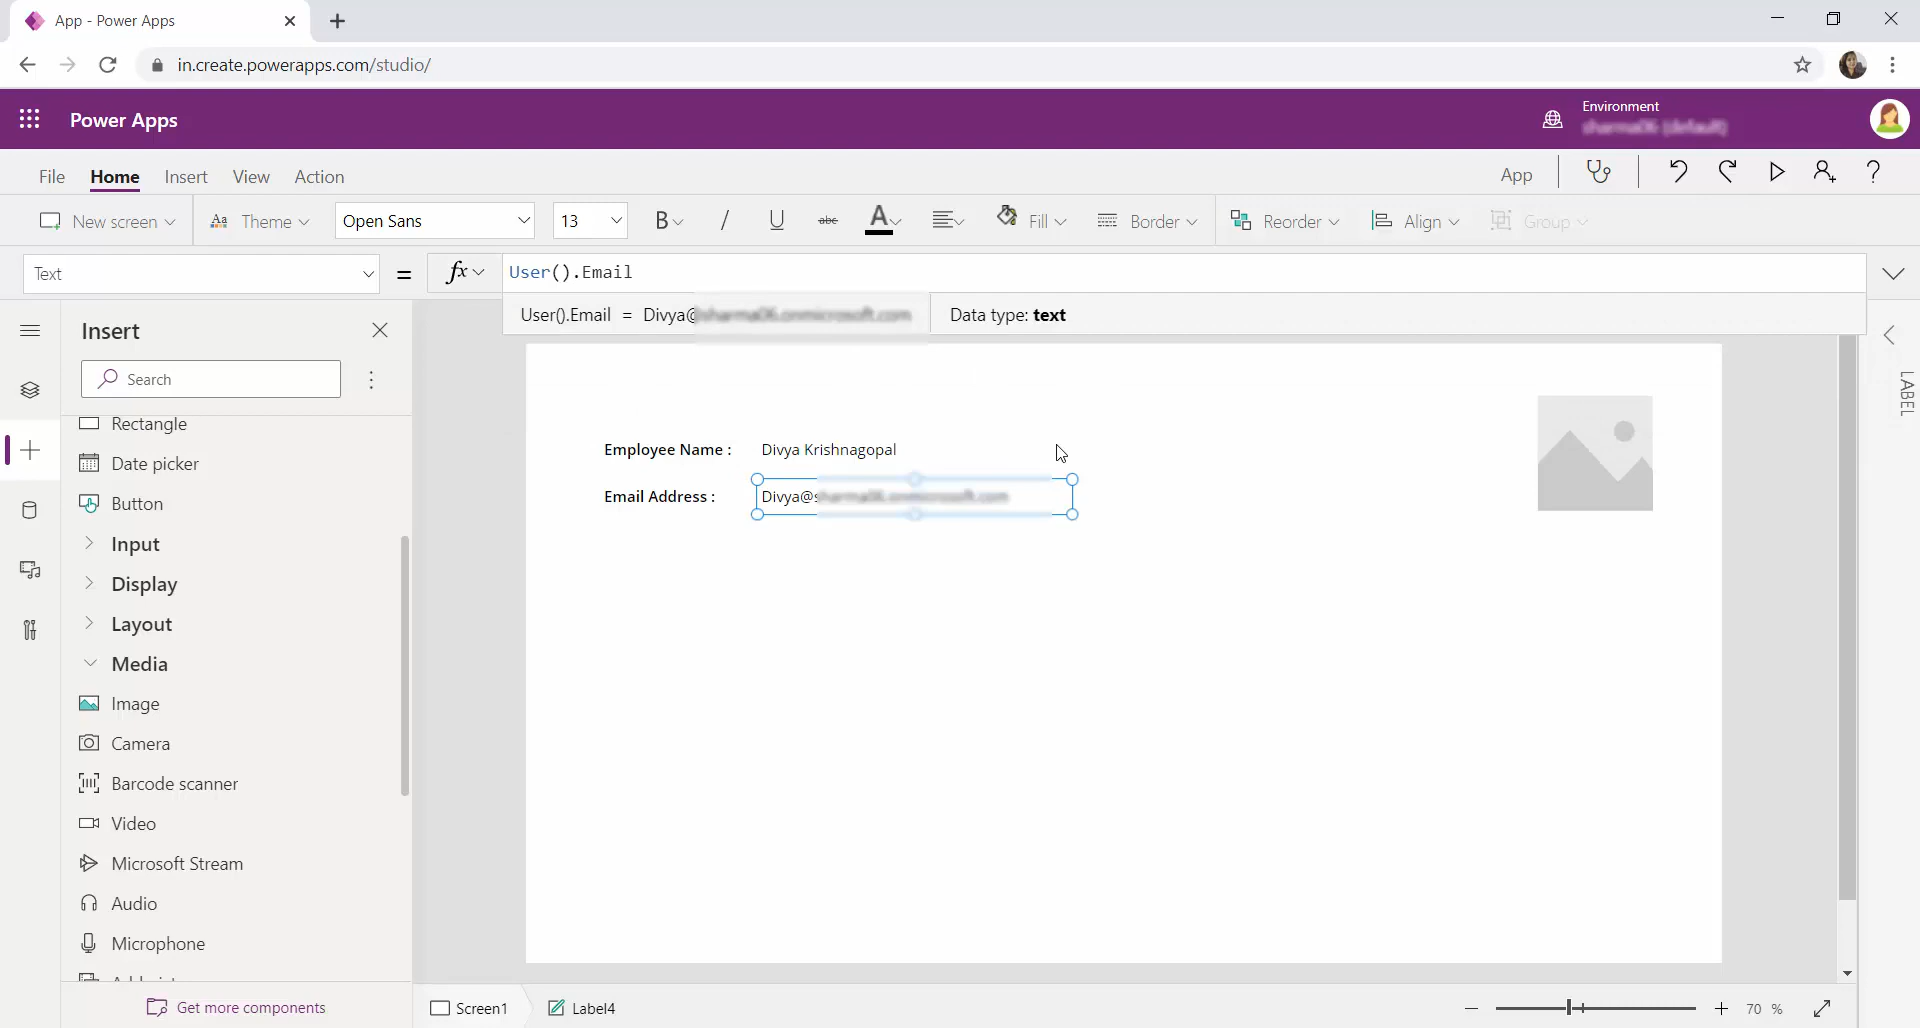 App - Power Apps
in.create.powerapps.com/studio/
Power Apps
Environment
File Home Insert View Action App
New screen Theme Open Sans 13 B / U abc A Fill Border Reorder Align Group
Text = fx User().Email
User().Email = Divya@ Data type: text
Insert
Search
Rectangle
Date picker
Button
Input
Display
Layout
Media
Image
Camera
Barcode scanner
Video
Microsoft Stream
Audio
Microphone
Get more components
Employee Name : Divya Krishnagopal
Email Address : Divya@
LABEL
Screen1 Label4 70 %